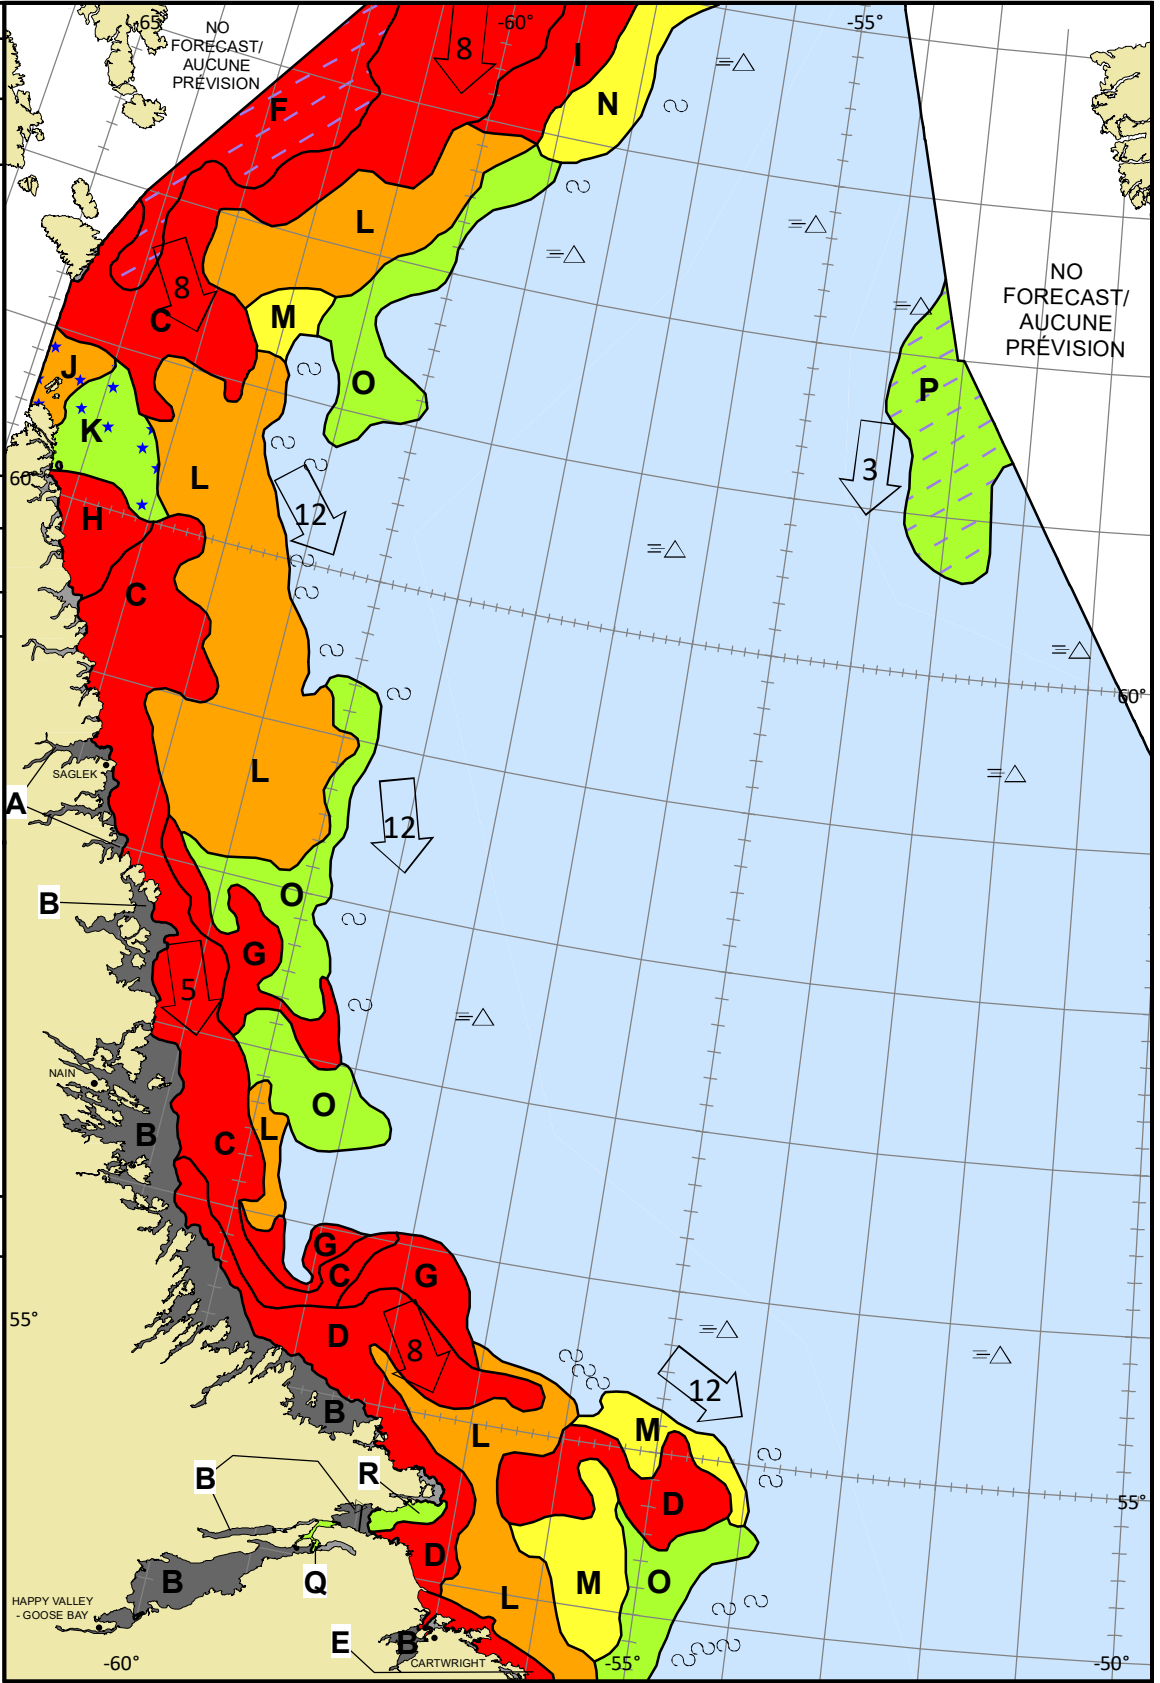 -65°
-60°
-55°
NO
FORECAST/
AUCUNE
PRÉVISION
8
I
N
F
L
8
C
M
NO
FORECAST/
AUCUNE
PRÉVISION
J
O
P
K
60°
L
3
H
12
C
60°
L
SAGLEK
A
12
B
O
G
5
NAIN
O
B
C
L
G
C
G
55°
D
8
12
B
L
M
B
R
D
55°
D
B
Q
M
O
L
HAPPY VALLEY
- GOOSE BAY
E
B
CARTWRIGHT
-60°
-55°
-50°